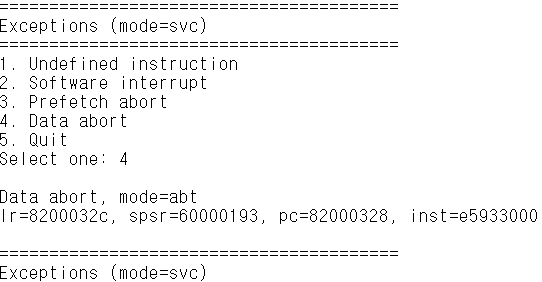 ========================================
Exceptions (mode=svc)
========================================
1. Undefined instruction
2. Software interrupt
3. Prefetch abort
4. Data abort
5. Quit
Select one: 4
Data abort, mode=abt
lr=8200032c, spsr=60000193, pc=82000328, inst=e5933000
========================================
Exceptions (mode=svc)